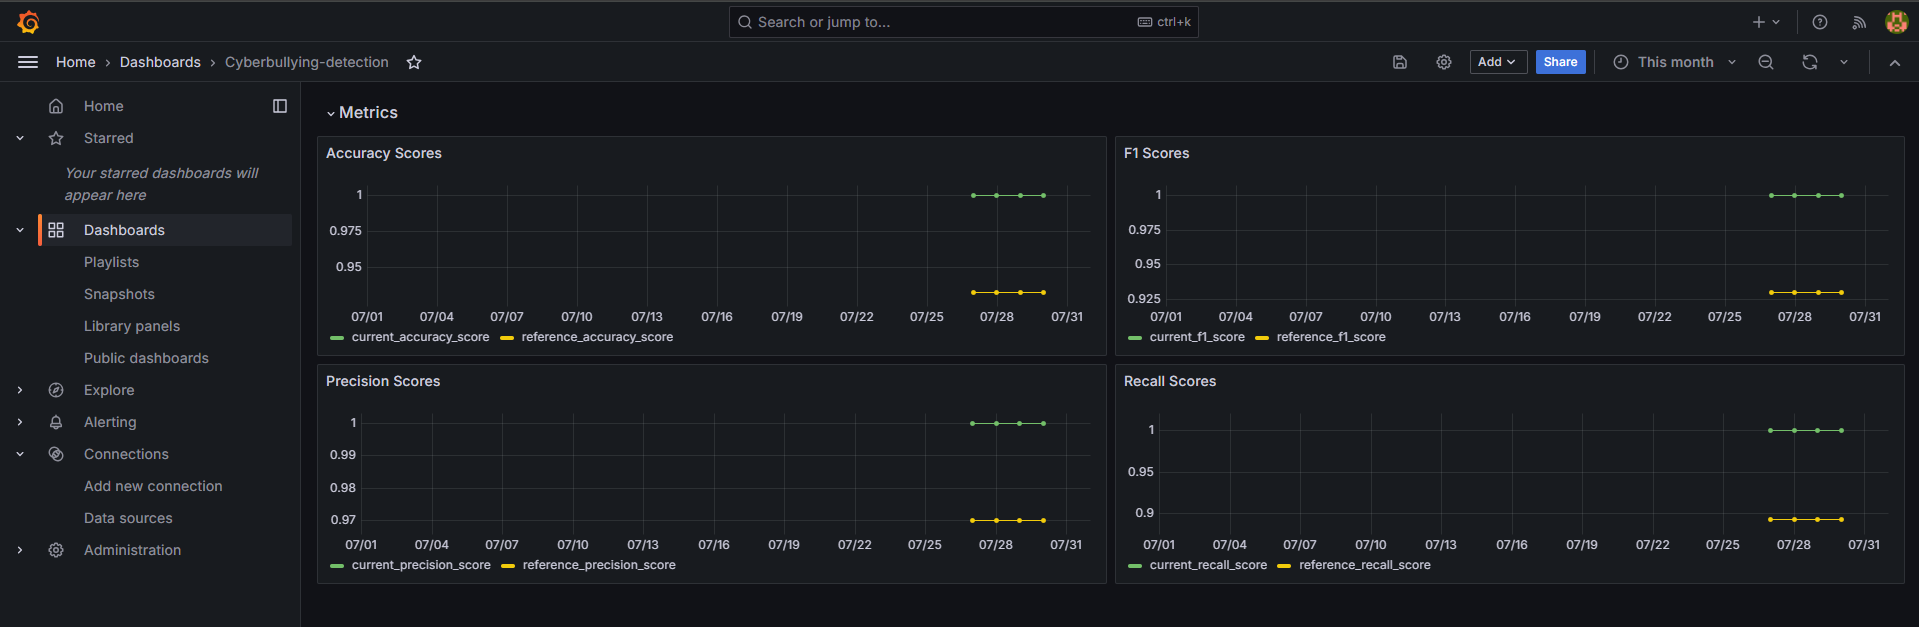 Search or jump to...
ctrl+k
Home › Dashboards › Cyberbullying-detection
Add
Share
This month
Home
Starred
Your starred dashboards will
appear here
Dashboards
Playlists
Snapshots
Library panels
Public dashboards
Explore
Alerting
Connections
Add new connection
Data sources
Administration
Metrics
Accuracy Scores
1
0.975
0.95
07/01 07/04 07/07 07/10 07/13 07/16 07/19 07/22 07/25 07/28 07/31
current_accuracy_score reference_accuracy_score
F1 Scores
1
0.975
0.95
0.925
07/01 07/04 07/07 07/10 07/13 07/16 07/19 07/22 07/25 07/28 07/31
current_f1_score reference_f1_score
Precision Scores
1
0.99
0.98
0.97
07/01 07/04 07/07 07/10 07/13 07/16 07/19 07/22 07/25 07/28 07/31
current_precision_score reference_precision_score
Recall Scores
1
0.95
0.9
07/01 07/04 07/07 07/10 07/13 07/16 07/19 07/22 07/25 07/28 07/31
current_recall_score reference_recall_score